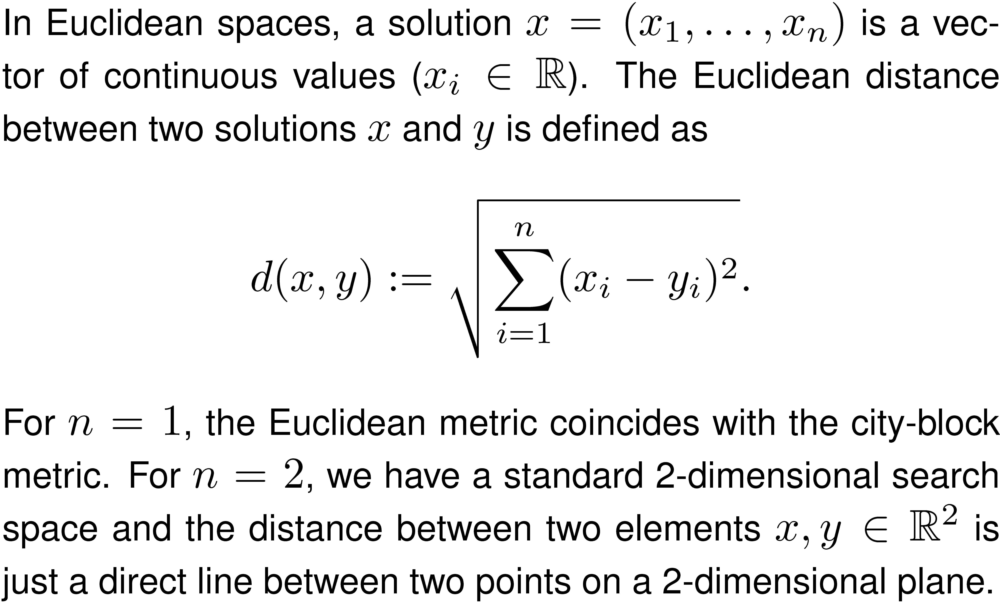 In Euclidean spaces, a solution $x = (x_1, \ldots, x_n)$ is a vec-
tor of continuous values ($x_i \in \mathbb{R}$). The Euclidean distance
between two solutions $x$ and $y$ is defined as
$d(x, y) := \sqrt{\sum_{i=1}^{n} (x_i - y_i)^2}.$
For $n = 1$, the Euclidean metric coincides with the city-block
metric. For $n = 2$, we have a standard 2-dimensional search
space and the distance between two elements $x, y \in \mathbb{R}^2$ is
just a direct line between two points on a 2-dimensional plane.